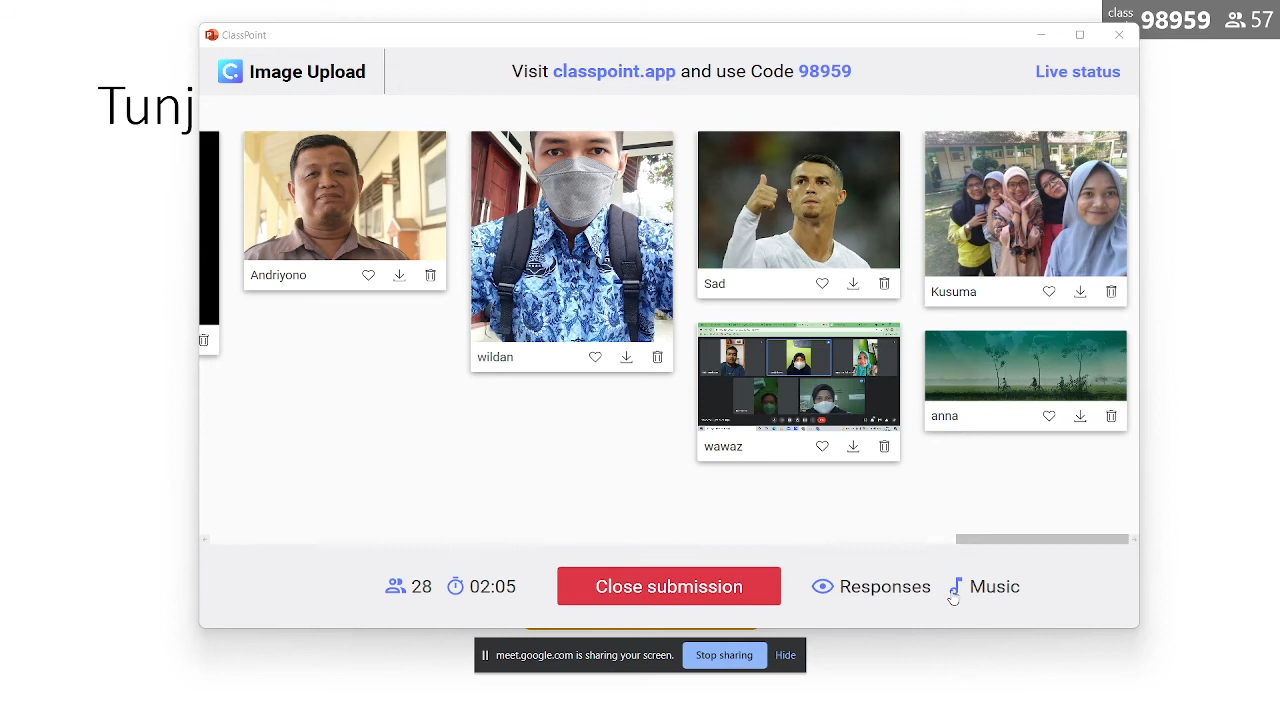 class 98959 57
ClassPoint
Image Upload
Visit classpoint.app and use Code 98959
Live status
Tunj
Andriyono
wildan
Sad
Kusuma
wawaz
anna
28 02:05
Close submission
Responses
Music
meet.google.com is sharing your screen.
Stop sharing
Hide